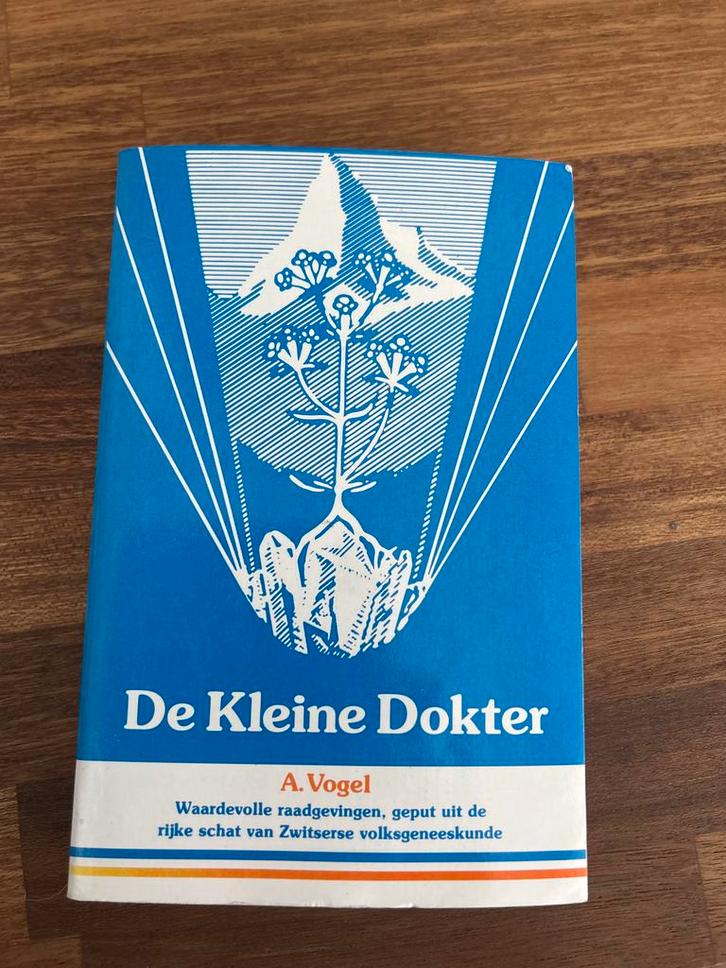 De Kleine Dokter
A. Vogel
Waardevolle raadgevingen, geput uit de
rijke schat van Zwitserse volksgeneeskunde